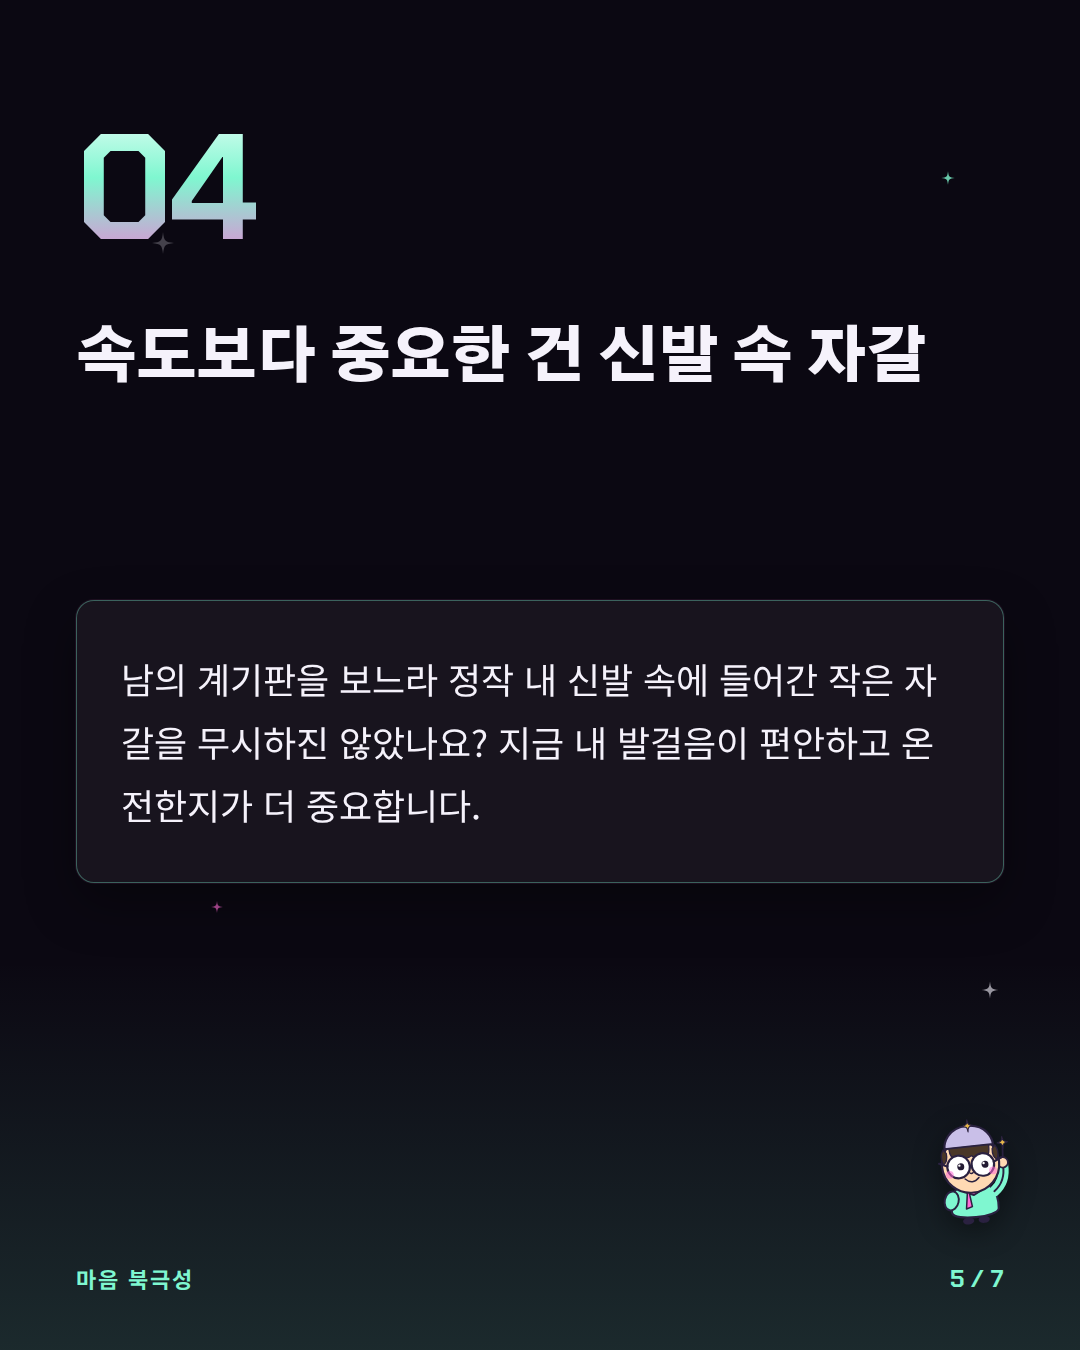 04
속도보다 중요한 건 신발 속 자갈
남의 계기판을 보느라 정작 내 신발 속에 들어간 작은 자
갈을 무시하진 않았나요? 지금 내 발걸음이 편안하고 온
전한지가 더 중요합니다.
마음 북극성
5 / 7